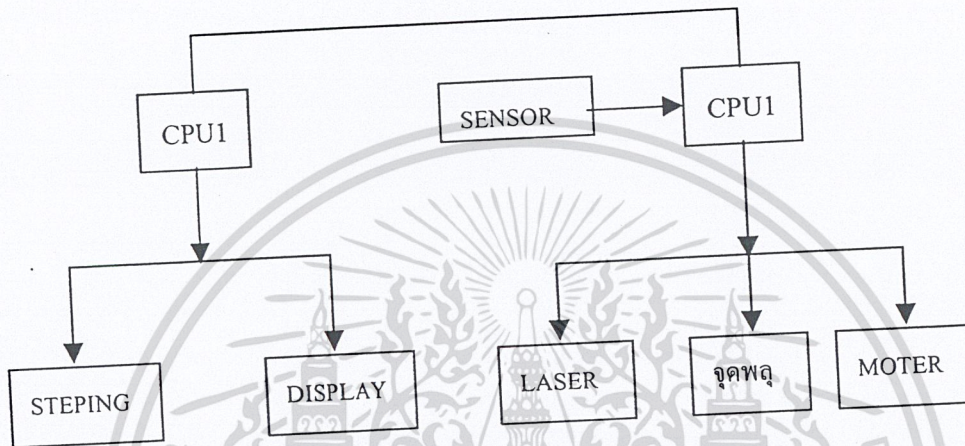 CPU1
SENSOR
CPU1
STEPING
DISPLAY
LASER
จุดพลุ
MOTER